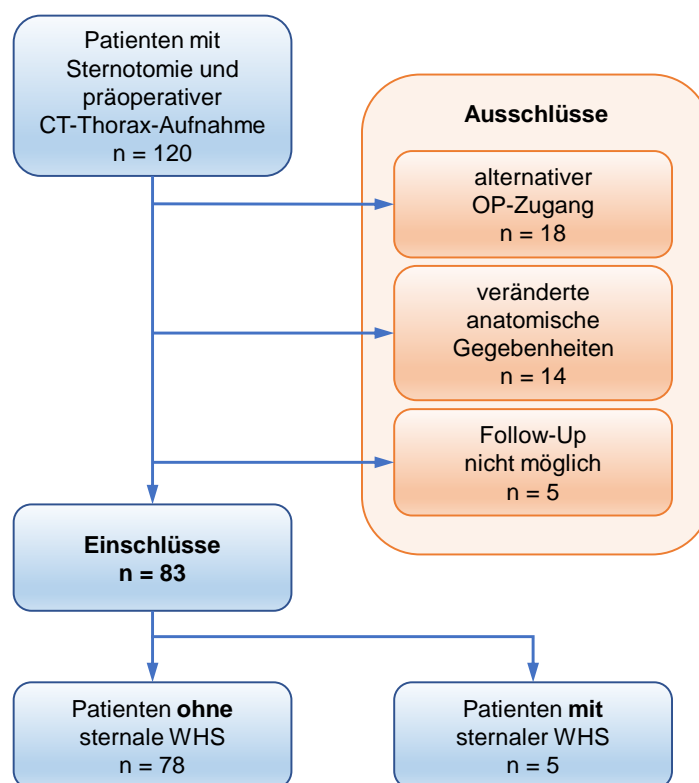 Patienten mit
Sternotomie und
präoperativer
CT-Thorax-Aufnahme
n = 120
Ausschlüsse
alternativer
OP-Zugang
n = 18
veränderte
anatomische
Gegebenheiten
n = 14
Follow-Up
nicht möglich
n = 5
Einschlüsse
n = 83
Patienten ohne
sternale WHS
n = 78
Patienten mit
sternaler WHS
n = 5